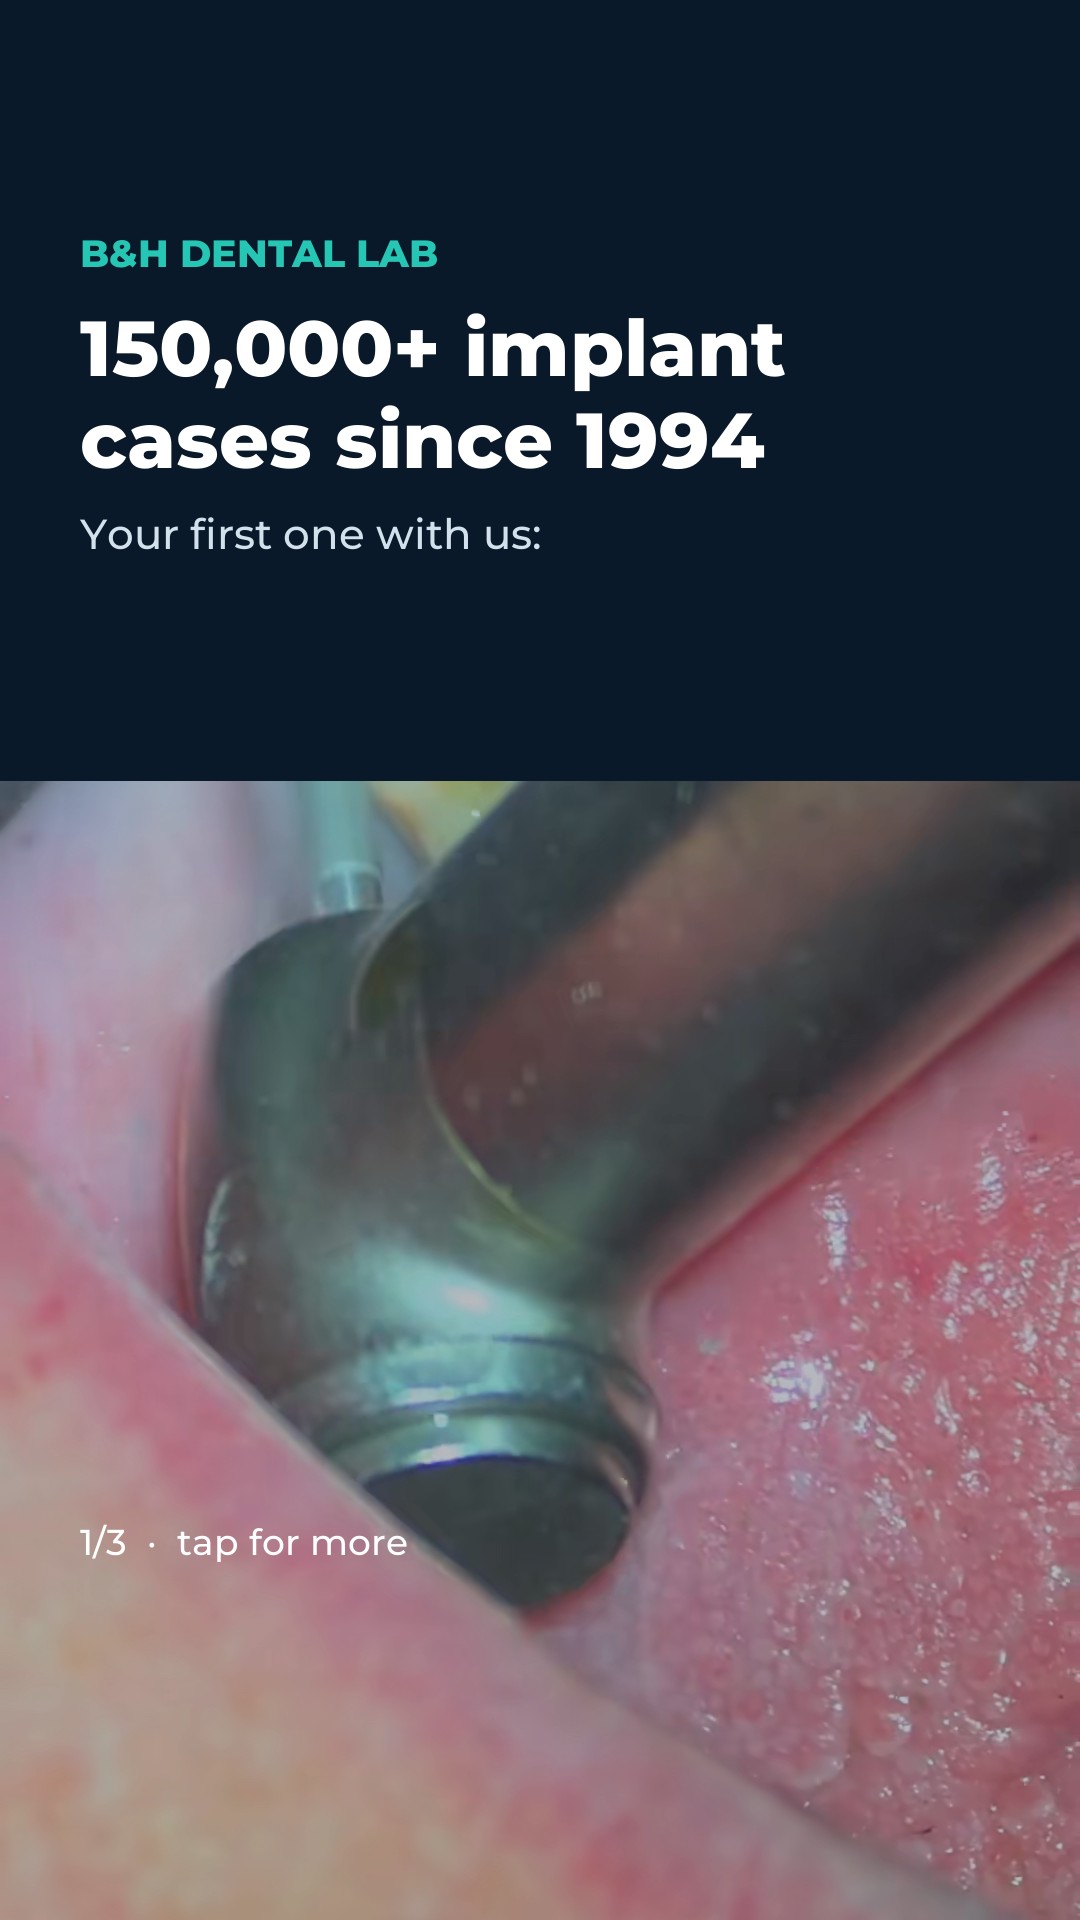 B&H DENTAL LAB
150,000+ implant
cases since 1994
Your first one with us:
1/3 · tap for more